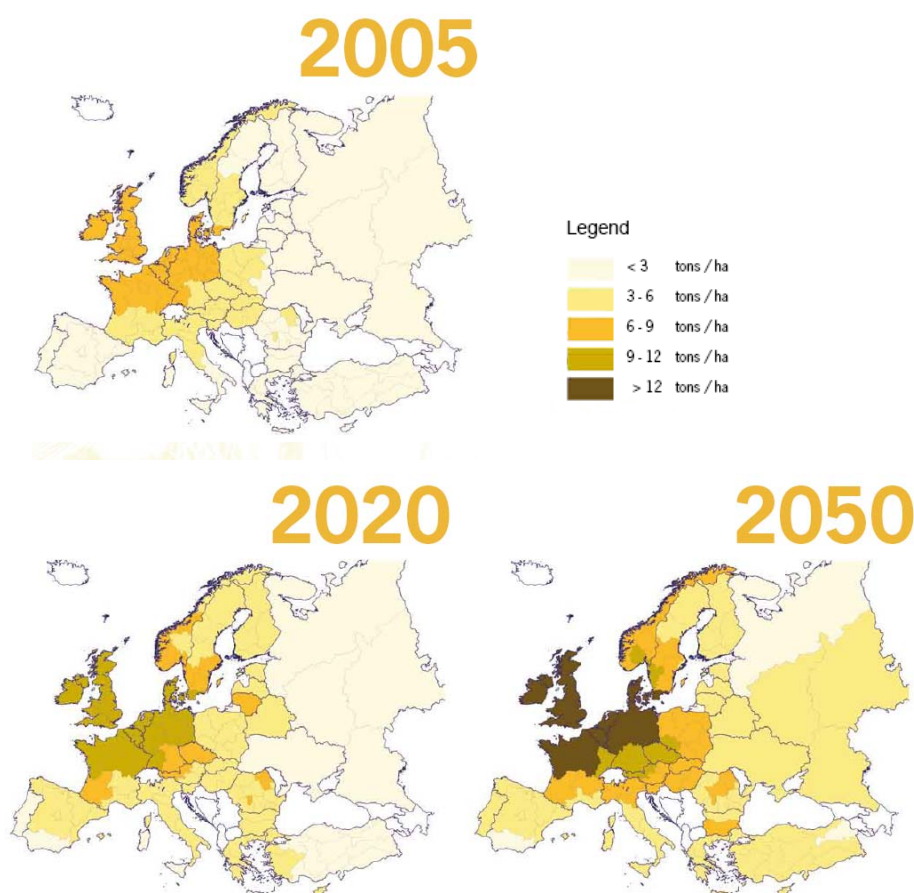 2005
Legend
< 3 tons / ha
3 - 6 tons / ha
6 - 9 tons / ha
9 - 12 tons / ha
> 12 tons / ha
2020
2050